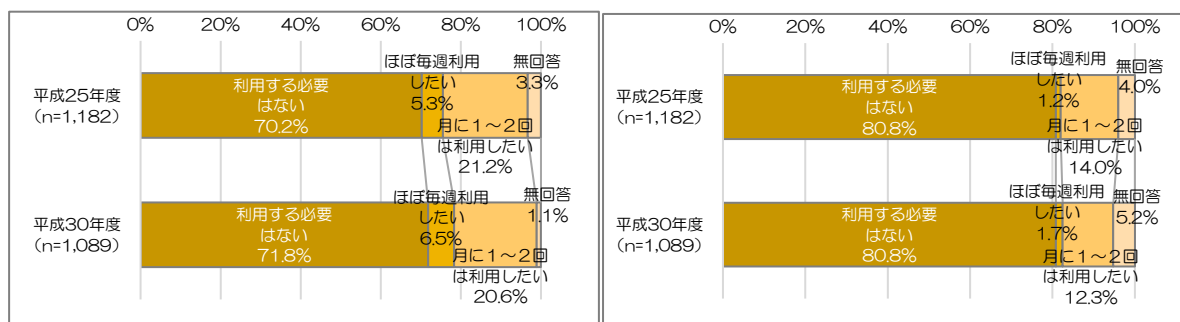 0% 20% 40% 60% 80% 100%
平成25年度
(n=1,182)
利用する必要
はない
70.2%
ほぼ毎週利用
したい
5.3%
月に1~2回
は利用したい
21.2%
無回答
3.3%
平成30年度
(n=1,089)
利用する必要
はない
71.8%
ほぼ毎週利用
したい
6.5%
月に1~2回
は利用したい
20.6%
無回答
1.1%
0% 20% 40% 60% 80% 100%
平成25年度
(n=1,182)
利用する必要
はない
80.8%
ほぼ毎週利用
したい
1.2%
月に1~2回
は利用したい
14.0%
無回答
4.0%
平成30年度
(n=1,089)
利用する必要
はない
80.8%
ほぼ毎週利用
したい
1.7%
月に1~2回
は利用したい
12.3%
無回答
5.2%